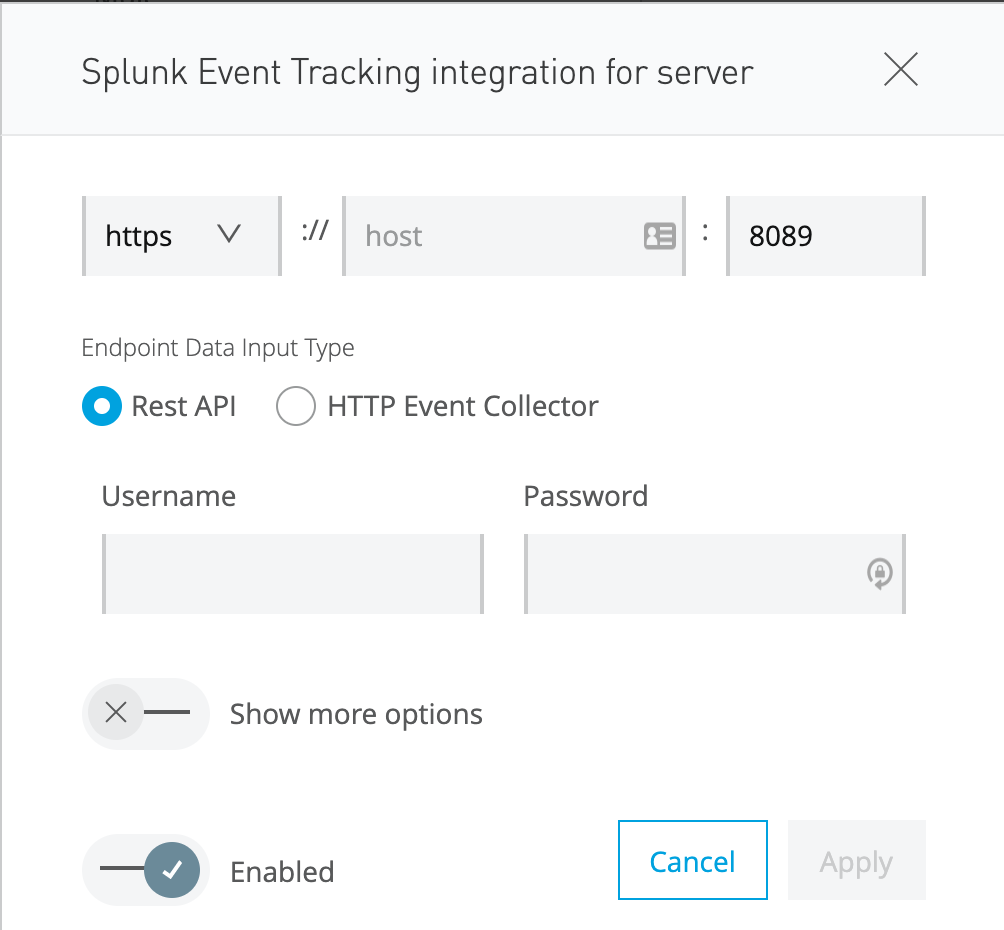 Splunk Event Tracking integration for server
https :// host : 8089
Endpoint Data Input Type
Rest API HTTP Event Collector
Username Password
Show more options
Enabled Cancel Apply